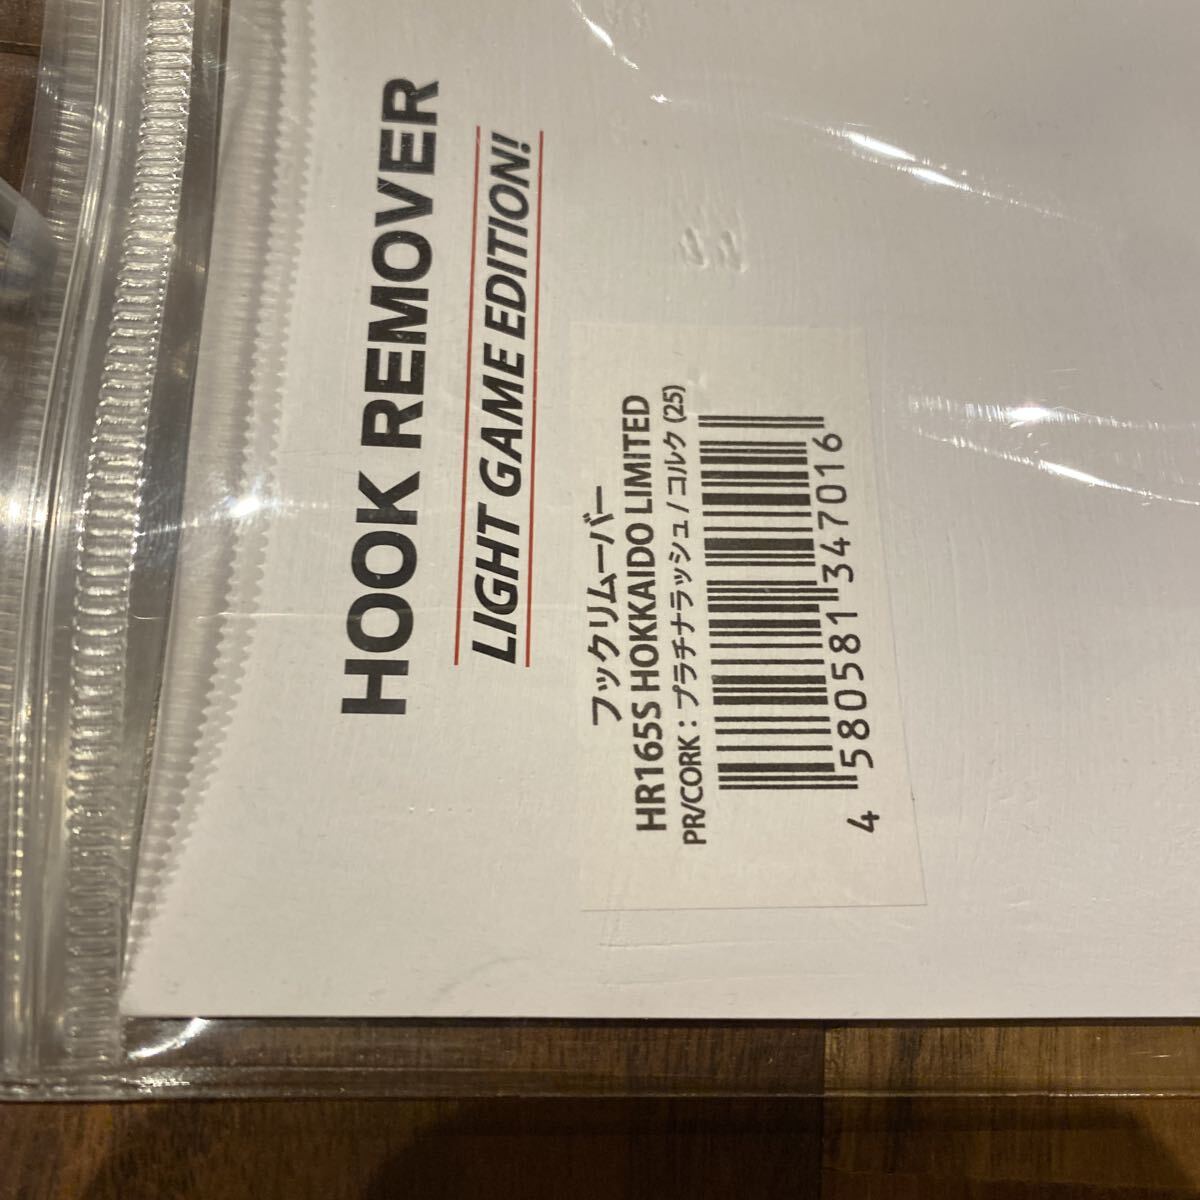 HOOK REMOVER
LIGHT GAME EDITION!
フックリムーバー
HR165S HOKKAIDO LIMITED
PR/CORK：プラチナラッシュ/コルク(25)
4 580581 347016